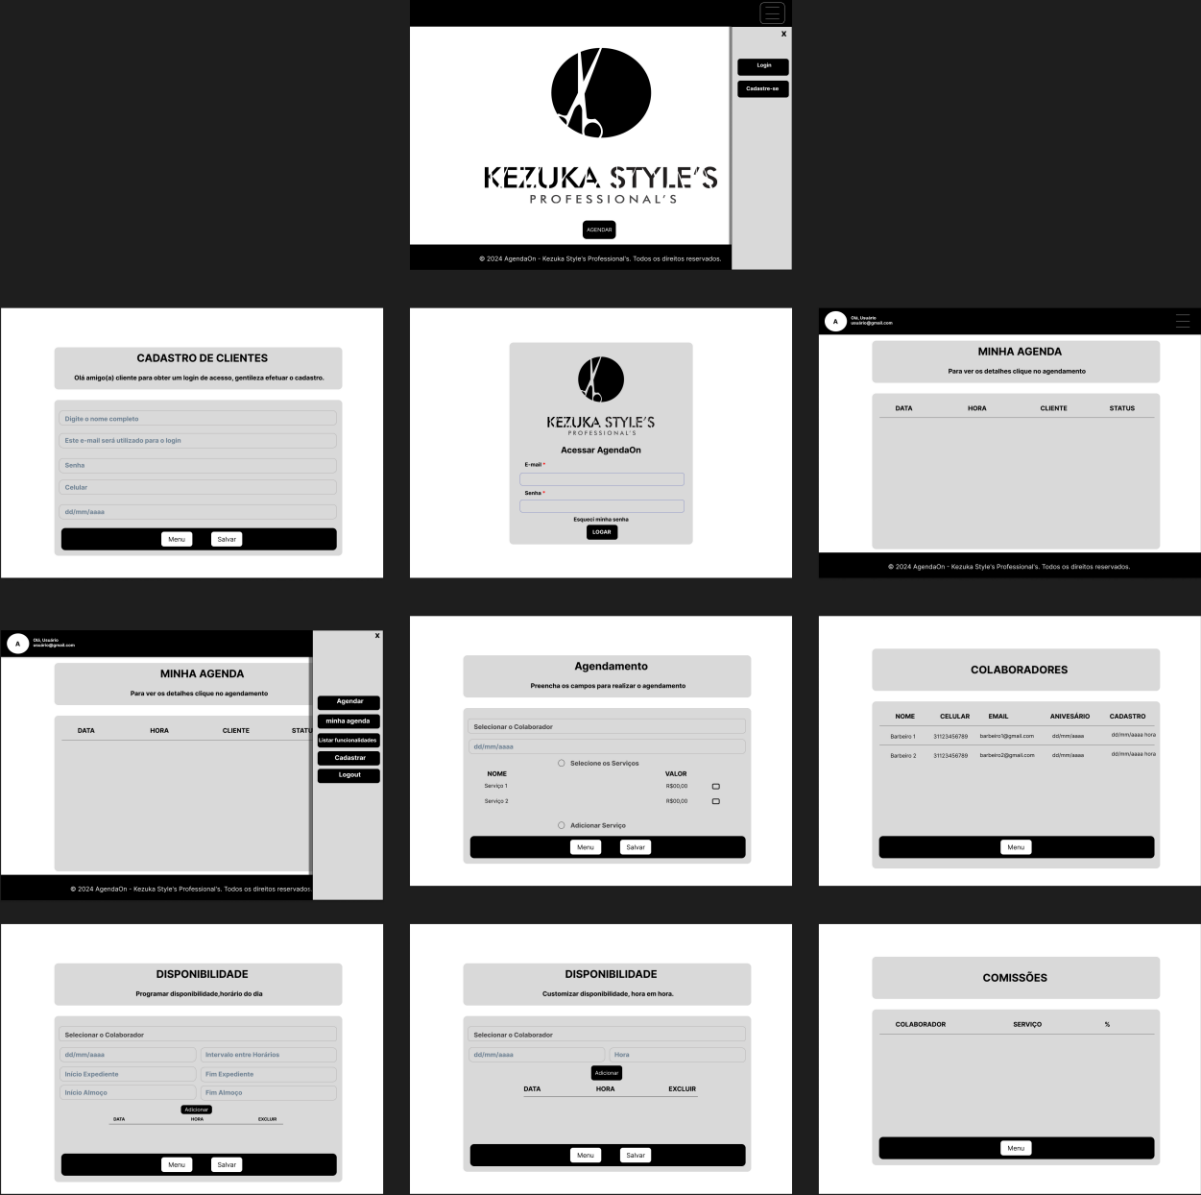 X
Login
Cadastre-se
KEZUKA STYLE'S
PROFESSIONAL'S
AGENDAR
© 2024 AgendaOn - Kezuka Style's Professional's. Todos os direitos reservados.
CADASTRO DE CLIENTES
Olá amigo(a) cliente para obter um login de acesso, gentileza efetuar o cadastro.
Digite o nome completo
Este e-mail será utilizado para o login
Senha
Celular
dd/mm/aaaa
Menu Salvar
KEZUKA STYLE'S
PROFESSIONAL'S
Acessar AgendaOn
E-mail *
Senha *
Esqueci minha senha
LOGAR
A
Olá, Usuário
usuário@gmail.com
MINHA AGENDA
Para ver os detalhes clique no agendamento
DATA HORA CLIENTE STATUS
© 2024 AgendaOn - Kezuka Style's Professional's. Todos os direitos reservados.
A
Olá, Usuário
usuário@gmail.com
X
MINHA AGENDA
Para ver os detalhes clique no agendamento
DATA HORA CLIENTE STATU
Agendar
minha agenda
Listar funcionalidades
Cadastrar
Logout
© 2024 AgendaOn - Kezuka Style's Professional's. Todos os direitos reservados.
Agendamento
Preencha os campos para realizar o agendamento
Selecionar o Colaborador
dd/mm/aaaa
Selecione os Serviços
NOME VALOR
Serviço 1 R$00,00
Serviço 2 R$00,00
Adicionar Serviço
Menu Salvar
COLABORADORES
NOME CELULAR EMAIL ANIVESÁRIO CADASTRO
Barbeiro 1 31123456789 barbeiro1@gmail.com dd/mm/aaaa dd/mm/aaaa hora
Barbeiro 2 31123456789 barbeiro2@gmail.com dd/mm/aaaa dd/mm/aaaa hora
Menu
DISPONIBILIDADE
Programar disponibilidade,horário do dia
Selecionar o Colaborador
dd/mm/aaaa Intervalo entre Horários
Início Expediente Fim Expediente
Início Almoço Fim Almoço
Adicionar
DATA HORA EXCLUIR
Menu Salvar
DISPONIBILIDADE
Customizar disponibilidade, hora em hora.
Selecionar o Colaborador
dd/mm/aaaa Hora
Adicionar
DATA HORA EXCLUIR
Menu Salvar
COMISSÕES
COLABORADOR SERVIÇO %
Menu